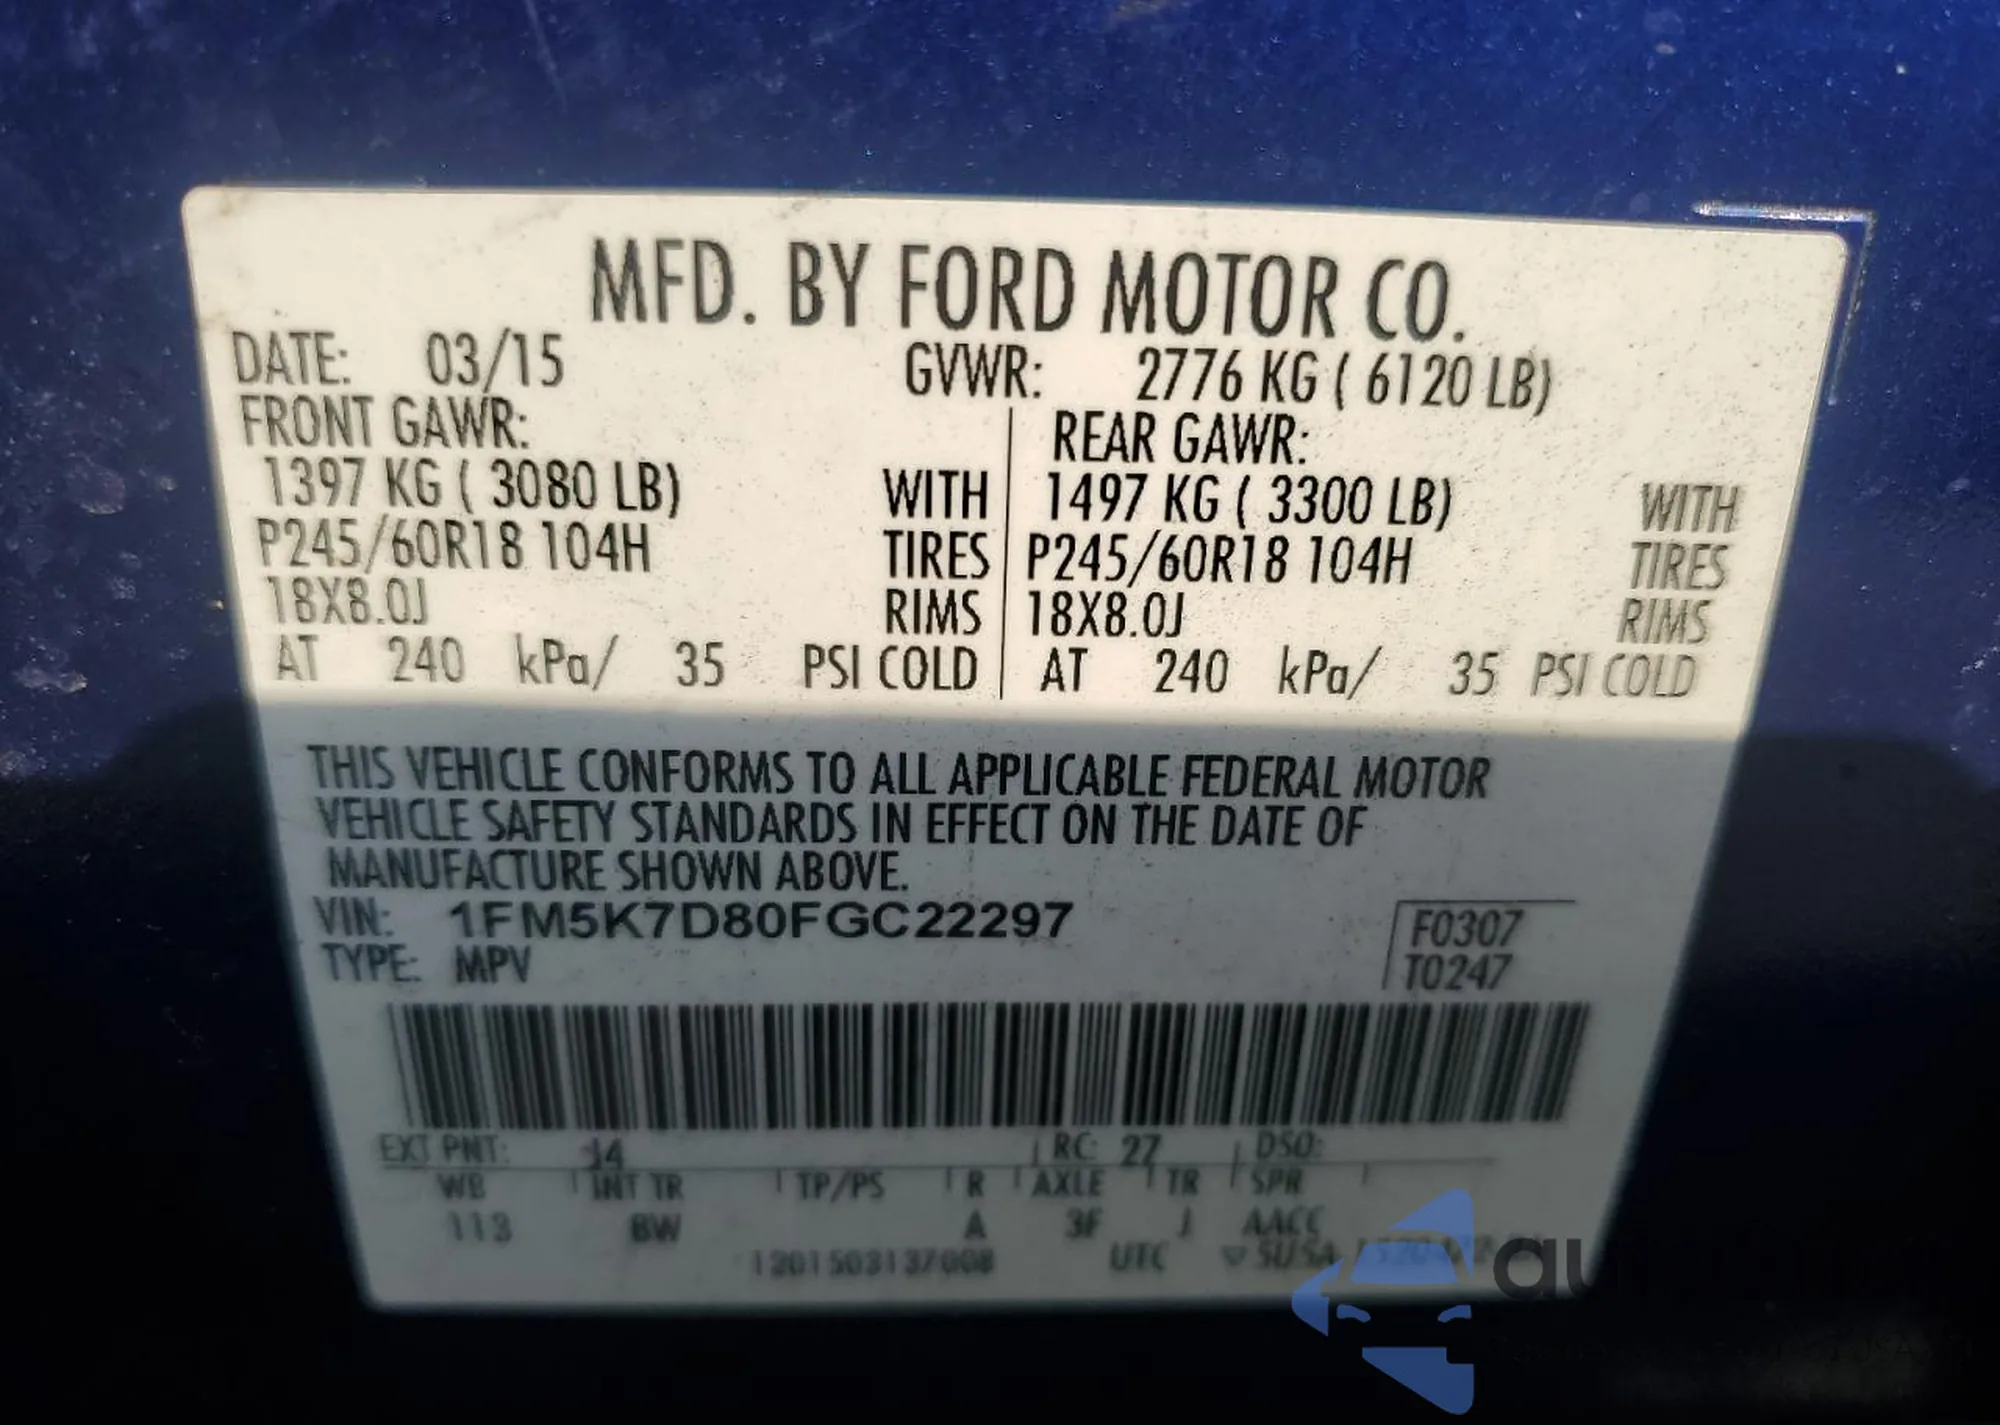 MFD. BY FORD MOTOR CO.
DATE: 03/15 GVWR: 2776 KG ( 6120 LB)
FRONT GAWR: REAR GAWR:
1397 KG ( 3080 LB) WITH 1497 KG ( 3300 LB) WITH
P245/60R18 104H TIRES P245/60R18 104H TIRES
18X8.0J RIMS 18X8.0J RIMS
AT 240 kPa/ 35 PSI COLD AT 240 kPa/ 35 PSI COLD
THIS VEHICLE CONFORMS TO ALL APPLICABLE FEDERAL MOTOR
VEHICLE SAFETY STANDARDS IN EFFECT ON THE DATE OF
MANUFACTURE SHOWN ABOVE.
VIN: 1FM5K7D80FGC22297 F0307
TYPE: MPV T0247
EXT PNT: J4 RC: 27 DSO:
WB INT TR TP/PS R AXLE TR SPR
113 BW A 3F J AACC
1201503137008 UTC